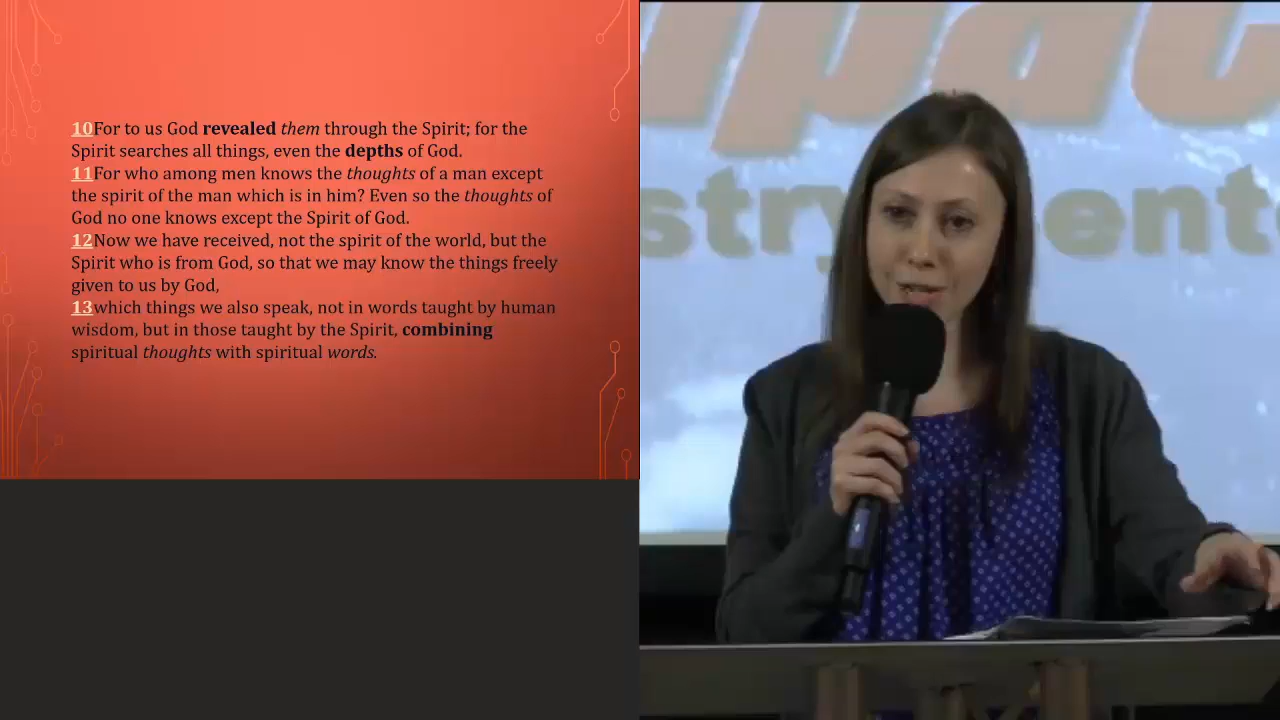 10For to us God revealed them through the Spirit; for the
Spirit searches all things, even the depths of God.
11For who among men knows the thoughts of a man except
the spirit of the man which is in him? Even so the thoughts of
God no one knows except the Spirit of God.
12Now we have received, not the spirit of the world, but the
Spirit who is from God, so that we may know the things freely
given to us by God,
13which things we also speak, not in words taught by human
wisdom, but in those taught by the Spirit, combining
spiritual thoughts with spiritual words.